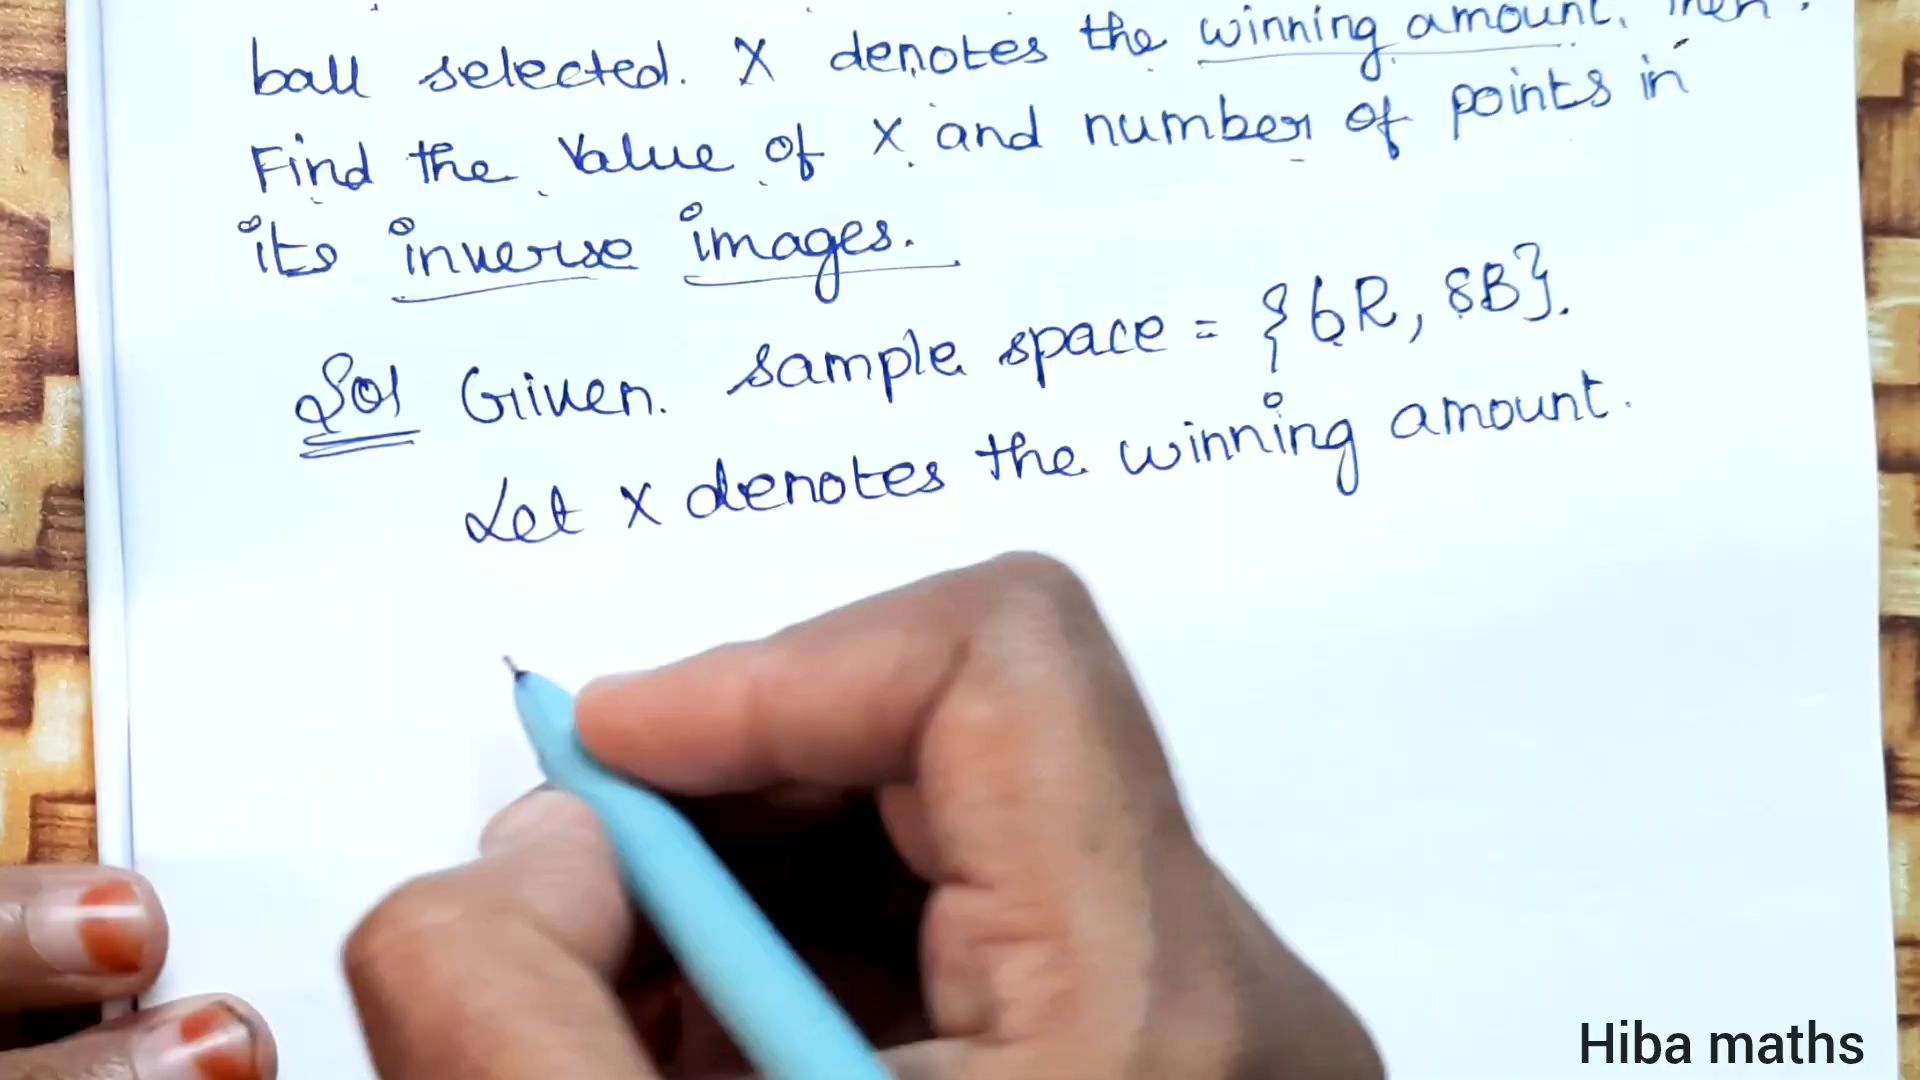 ball selected. X denotes the winning amount. Then
Find the Value of X and number of points in
its inverse images.
Sol Given. Sample space = {6R, 8B}.
Let X denotes the winning amount.
Hiba maths